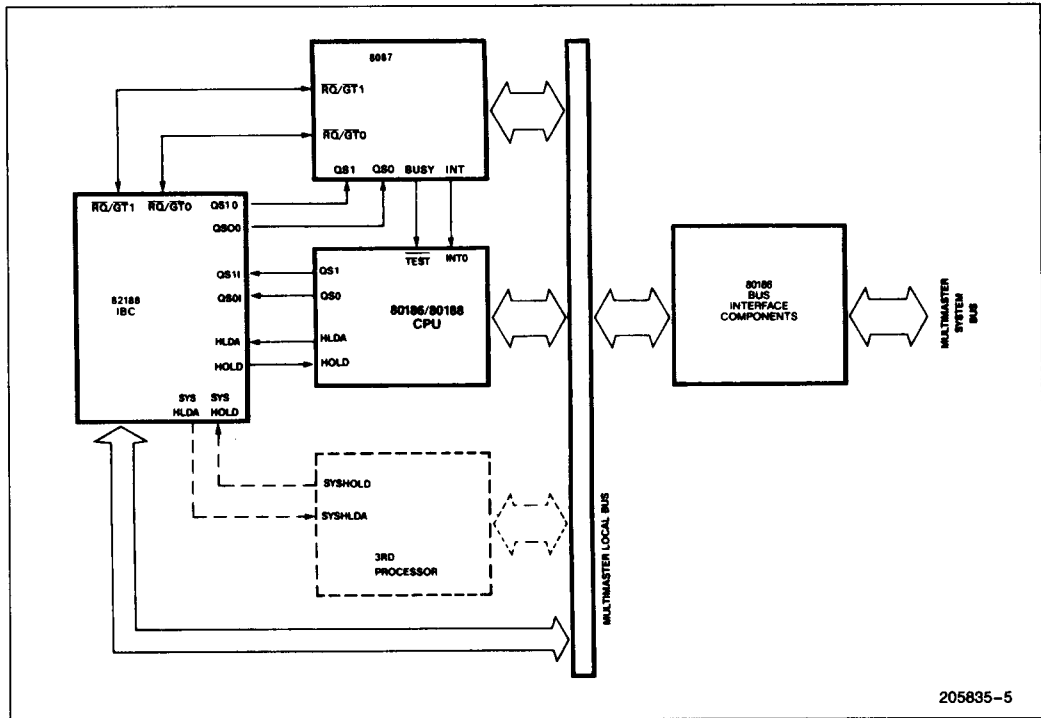 8087
RQ/GT1
RQ/GT0
QS1 QS0 BUSY INT
RQ/GT1 RQ/GT0 QS1O
QSO0
TEST INT0
QS1I
QS0I
HLDA
HOLD
82188
IBC
QS1
QS0
80186/80188
CPU
HLDA
HOLD
SYS SYS
HLDA HOLD
SYSHOLD
SYSHLDA
3RD
PROCESSOR
MULTIMASTER LOCAL BUS
80186
BUS
INTERFACE
COMPONENTS
MULTIMASTER
SYSTEM
BUS
205835-5